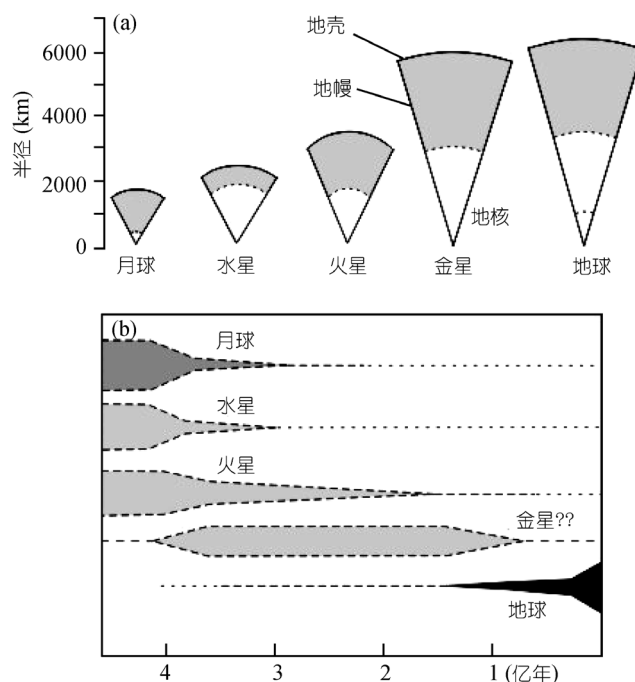 (a)
半径 (km)
6000
4000
2000
0
地壳
地幔
地核
月球 水星 火星 金星 地球
(b)
月球
水星
火星
金星??
地球
4 3 2 1 (亿年)